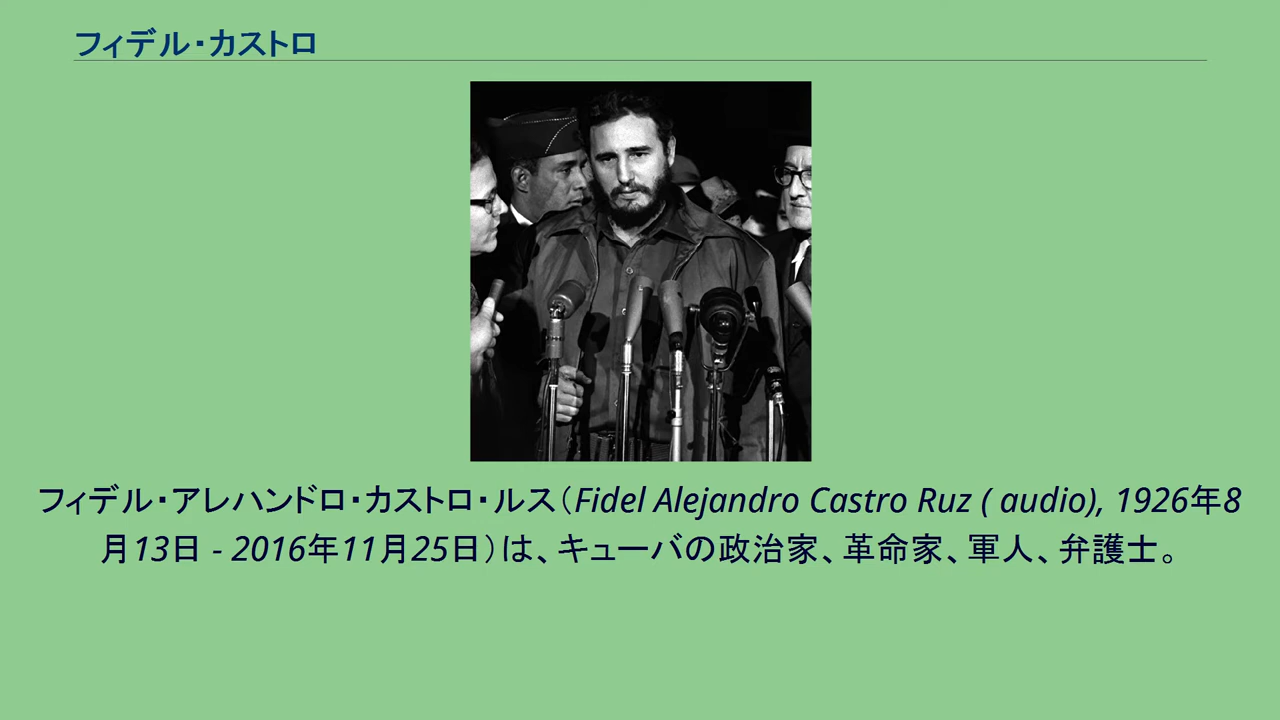 フィデル・カストロ
フィデル・アレハンドロ・カストロ・ルス（Fidel Alejandro Castro Ruz ( audio), 1926年8
月13日 - 2016年11月25日）は、キューバの政治家、革命家、軍人、弁護士。